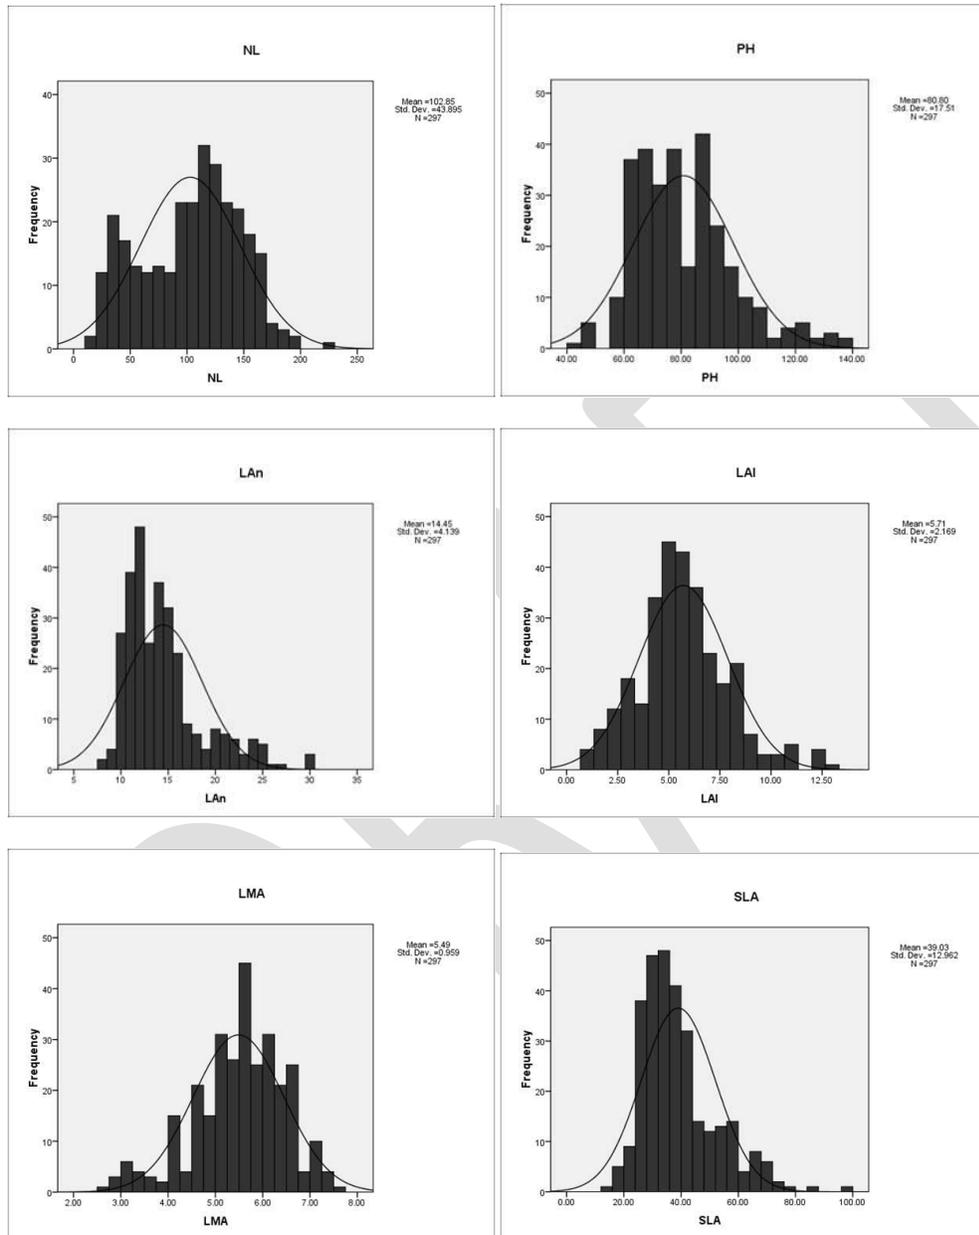 NL
Mean =102.85
Std. Dev. =43.895
N =297
Frequency
40
30
20
10
0
0 50 100 150 200 250
NL
PH
Mean =80.80
Std. Dev. =17.51
N =297
Frequency
50
40
30
20
10
0
40.00 60.00 80.00 100.00 120.00 140.00
PH
LAn
Mean =14.45
Std. Dev. =4.139
N =297
Frequency
50
40
30
20
10
0
5 10 15 20 25 30 35
LAn
LAI
Mean =5.71
Std. Dev. =2.169
N =297
Frequency
50
40
30
20
10
0
0.00 2.50 5.00 7.50 10.00 12.50
LAI
LMA
Mean =5.49
Std. Dev. =0.959
N =297
Frequency
50
40
30
20
10
0
2.00 3.00 4.00 5.00 6.00 7.00 8.00
LMA
SLA
Mean =39.03
Std. Dev. =12.962
N =297
Frequency
50
40
30
20
10
0
0.00 20.00 40.00 60.00 80.00 100.00
SLA